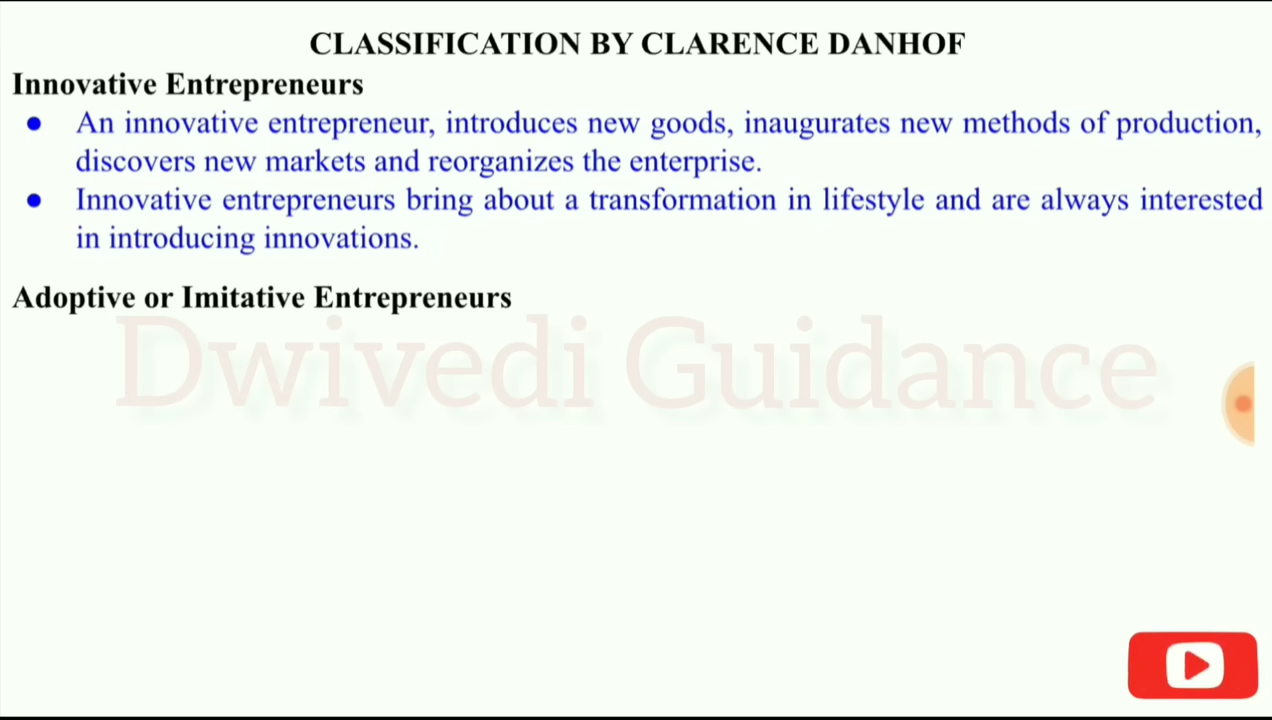 CLASSIFICATION BY CLARENCE DANHOF
Innovative Entrepreneurs
● An innovative entrepreneur, introduces new goods, inaugurates new methods of production,
discovers new markets and reorganizes the enterprise.
● Innovative entrepreneurs bring about a transformation in lifestyle and are always interested
in introducing innovations.
Adoptive or Imitative Entrepreneurs
Dwivedi Guidance